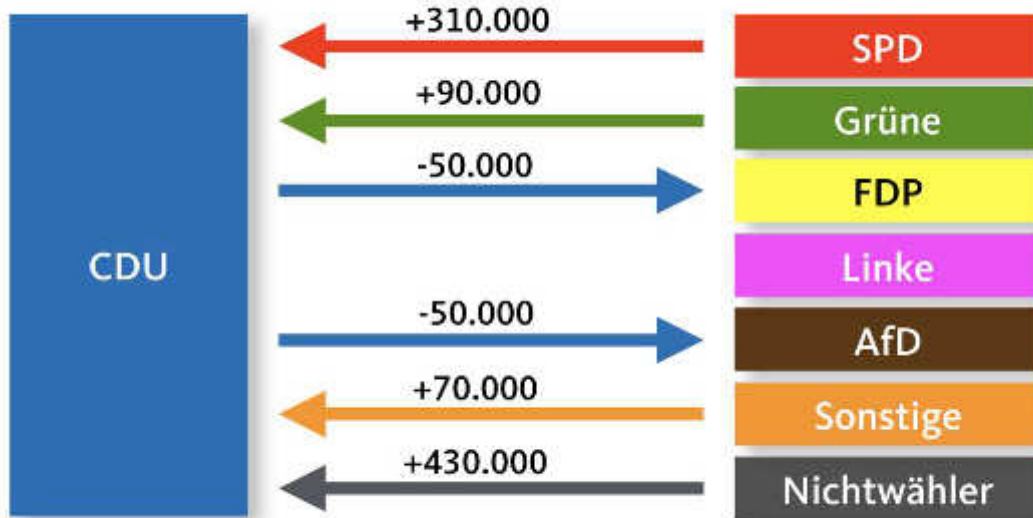 +310.000
SPD
+90.000
Grüne
-50.000
FDP
CDU
Linke
-50.000
AfD
+70.000
Sonstige
+430.000
Nichtwähler